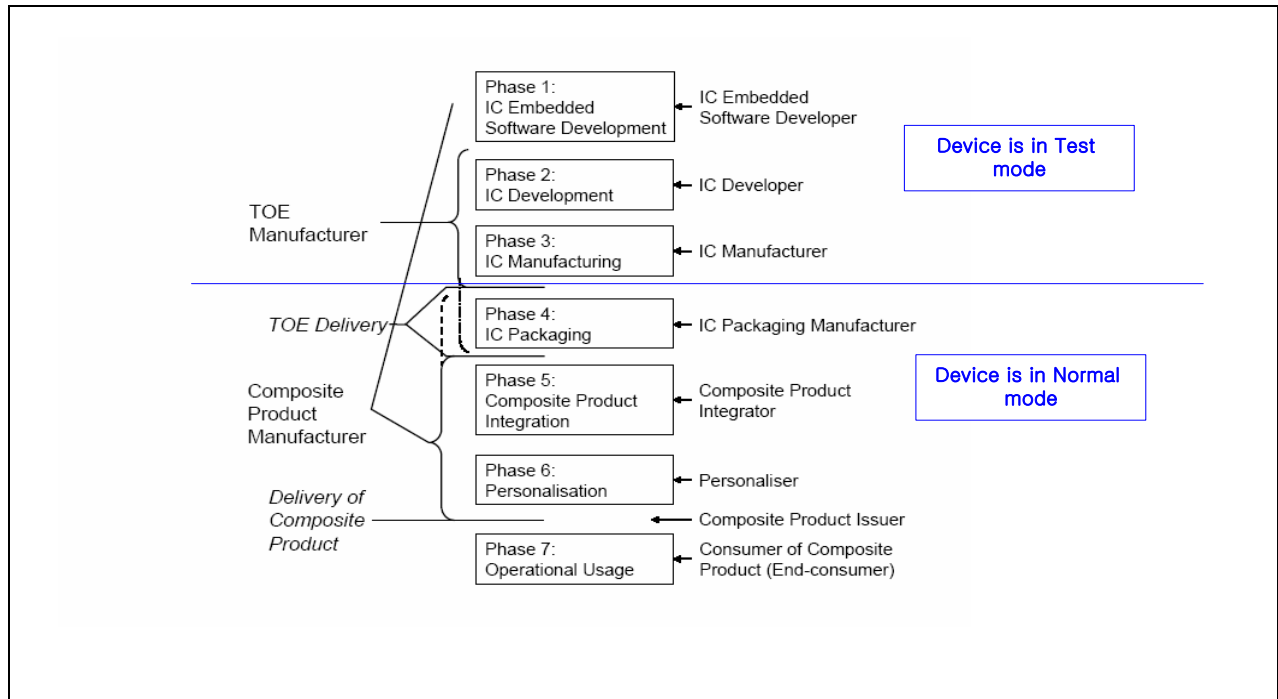 Phase 1:
IC Embedded
Software Development
IC Embedded
Software Developer
Device is in Test
mode
Phase 2:
IC Development
IC Developer
TOE
Manufacturer
Phase 3:
IC Manufacturing
IC Manufacturer
TOE Delivery
Phase 4:
IC Packaging
IC Packaging Manufacturer
Device is in Normal
mode
Composite
Product
Manufacturer
Phase 5:
Composite Product
Integration
Composite Product
Integrator
Phase 6:
Personalisation
Personaliser
Delivery of
Composite
Product
Composite Product Issuer
Phase 7:
Operational Usage
Consumer of Composite
Product (End-consumer)